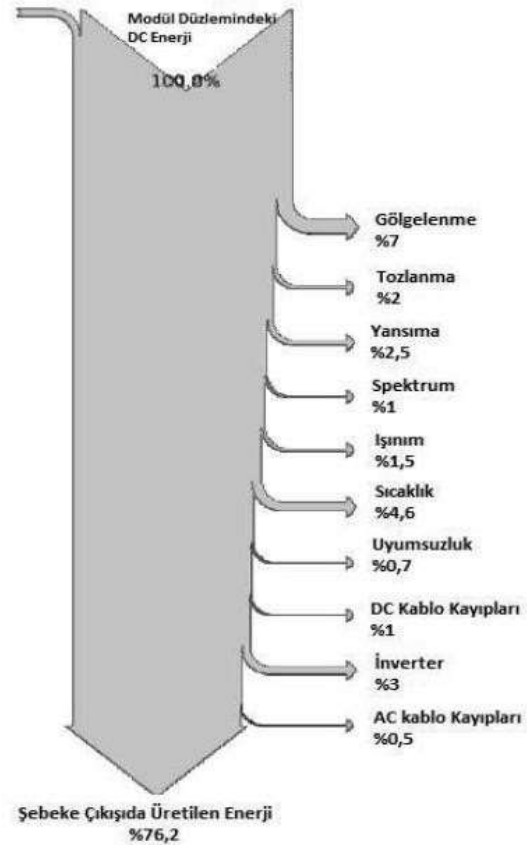 Modül Düzlemindeki
DC Enerji
100,0%
Gölgelenme
%7
Tozlanma
%2
Yansıma
%2,5
Spektrum
%1
Işınım
%1,5
Sıcaklık
%4,6
Uyumsuzluk
%0,7
DC Kablo Kayıpları
%1
İnverter
%3
AC kablo Kayıpları
%0,5
Şebeke Çıkışıda Üretilen Enerji
%76,2